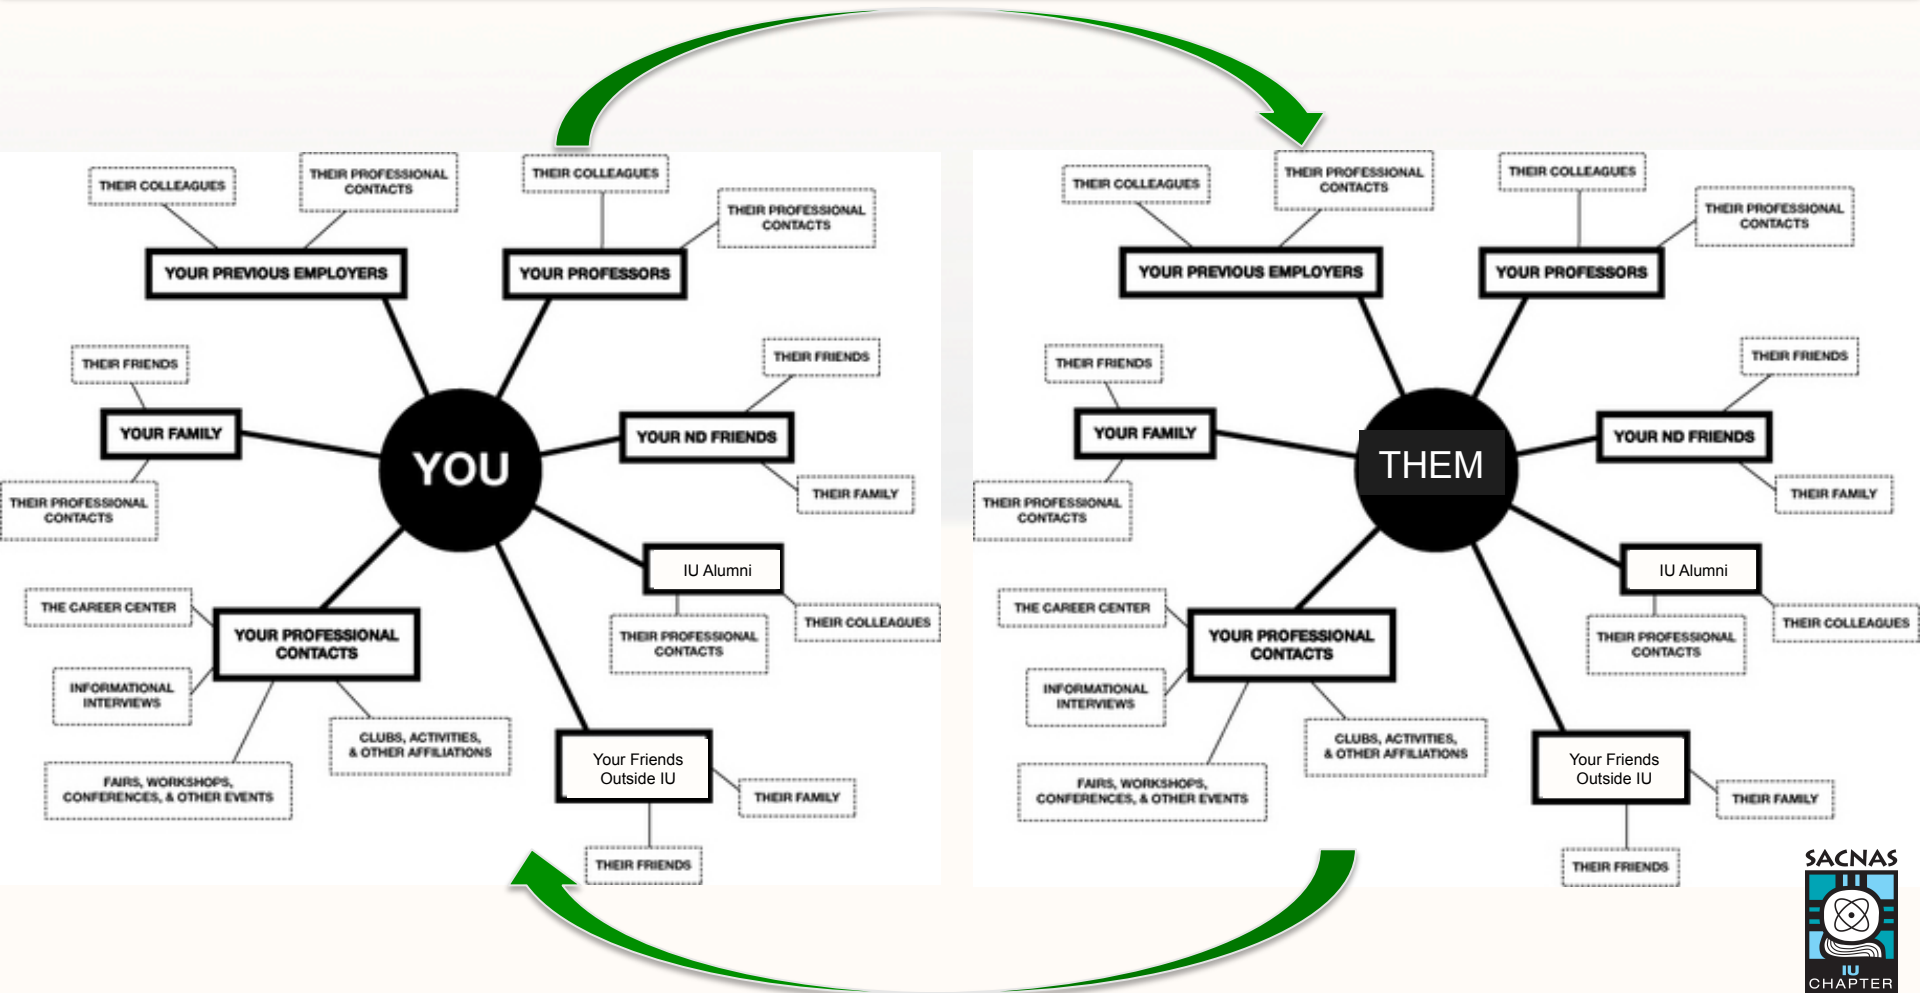 THEIR COLLEAGUES
THEIR PROFESSIONAL
CONTACTS
THEIR COLLEAGUES
THEIR PROFESSIONAL
CONTACTS
YOUR PREVIOUS EMPLOYERS
YOUR PROFESSORS
THEIR FRIENDS
THEIR FRIENDS
YOUR FAMILY
YOUR ND FRIENDS
YOU
THEIR PROFESSIONAL
CONTACTS
THEIR FAMILY
IU Alumni
THE CAREER CENTER
YOUR PROFESSIONAL
CONTACTS
THEIR PROFESSIONAL
CONTACTS
THEIR COLLEAGUES
INFORMATIONAL
INTERVIEWS
CLUBS, ACTIVITIES,
& OTHER AFFILIATIONS
Your Friends
Outside IU
FAIRS, WORKSHOPS,
CONFERENCES, & OTHER EVENTS
THEIR FAMILY
THEIR FRIENDS
THEIR COLLEAGUES
THEIR PROFESSIONAL
CONTACTS
THEIR COLLEAGUES
THEIR PROFESSIONAL
CONTACTS
YOUR PREVIOUS EMPLOYERS
YOUR PROFESSORS
THEIR FRIENDS
THEIR FRIENDS
YOUR FAMILY
YOUR ND FRIENDS
THEM
THEIR PROFESSIONAL
CONTACTS
THEIR FAMILY
IU Alumni
THE CAREER CENTER
YOUR PROFESSIONAL
CONTACTS
THEIR PROFESSIONAL
CONTACTS
THEIR COLLEAGUES
INFORMATIONAL
INTERVIEWS
CLUBS, ACTIVITIES,
& OTHER AFFILIATIONS
Your Friends
Outside IU
FAIRS, WORKSHOPS,
CONFERENCES, & OTHER EVENTS
THEIR FAMILY
THEIR FRIENDS
SACNAS
IU
CHAPTER